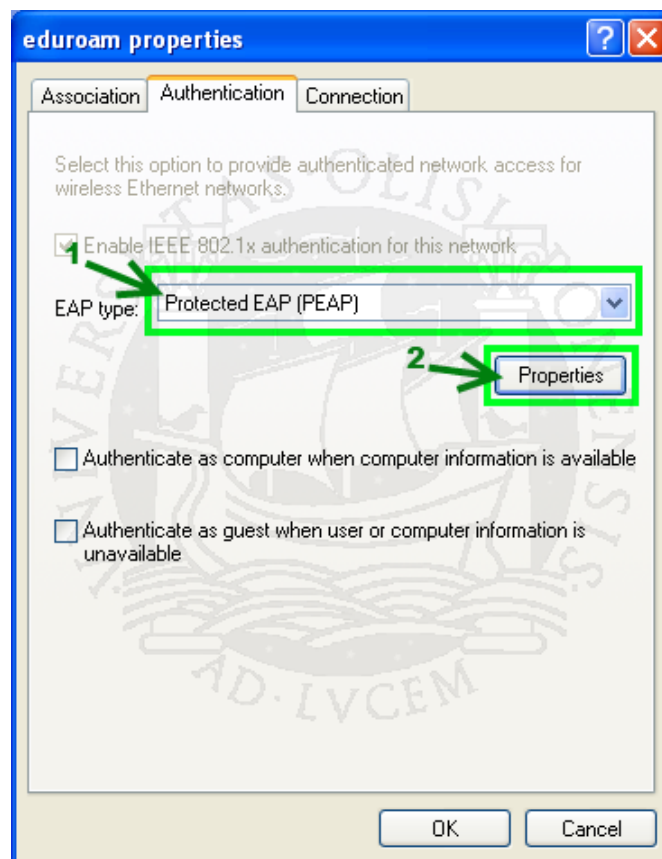 eduroam properties
Association Authentication Connection
Select this option to provide authenticated network access for
wireless Ethernet networks.
Enable IEEE 802.1x authentication for this network
1
EAP type: Protected EAP (PEAP)
2
Properties
Authenticate as computer when computer information is available
Authenticate as guest when user or computer information is
unavailable
OK Cancel
VNIVERSITAS OLISIPONENSIS
AD·LVCEM